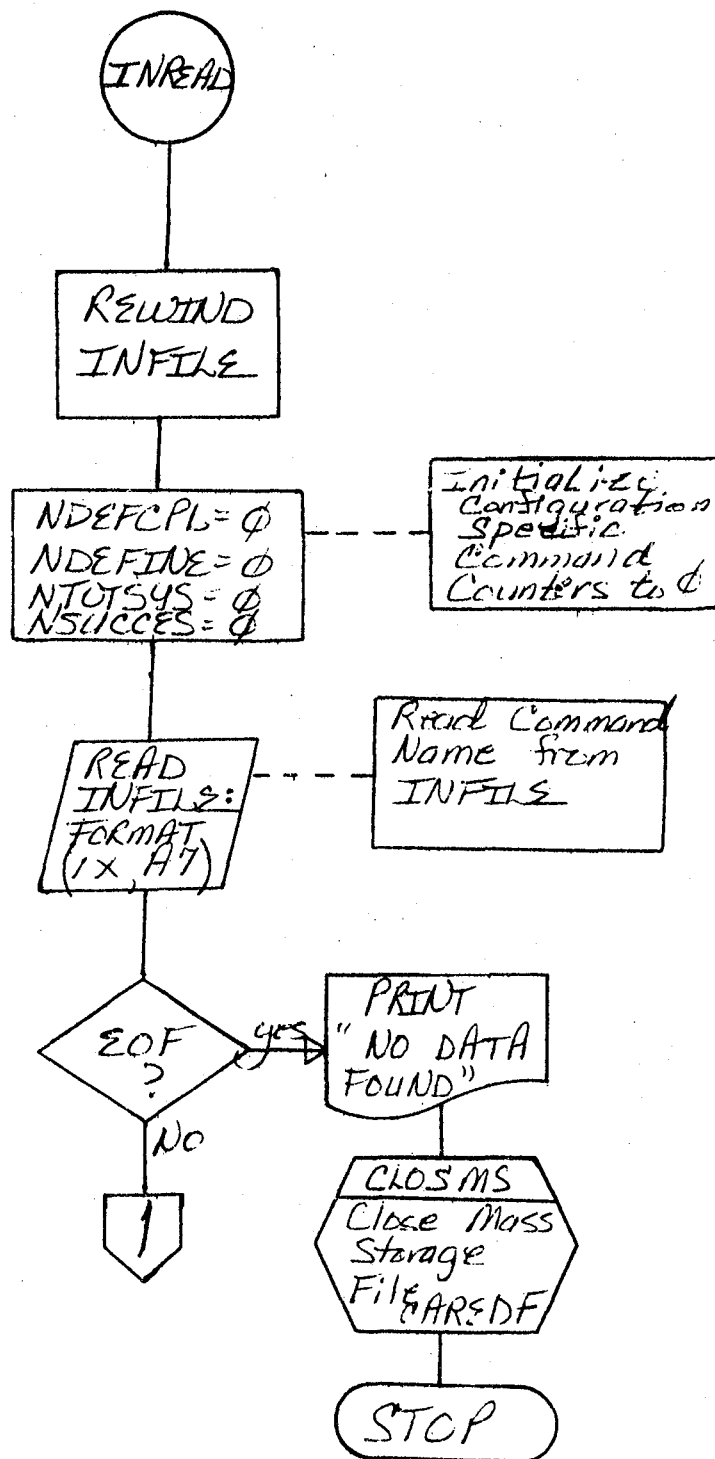 INREAD
REWIND
INFILE
NDEFCPL=∅
NDEFINE=∅
NTOTSYS=∅
NSUCCES=∅
Initialize
Configuration
Specific
Command
Counters to ∅
READ
INFILE:
FORMAT
(1X, A7)
Read Command
Name from
INFILE
EOF
?
yes
NO
1
PRINT
"NO DATA
FOUND"
CLOSMS
Close Mass
Storage
File
CAREDF
STOP